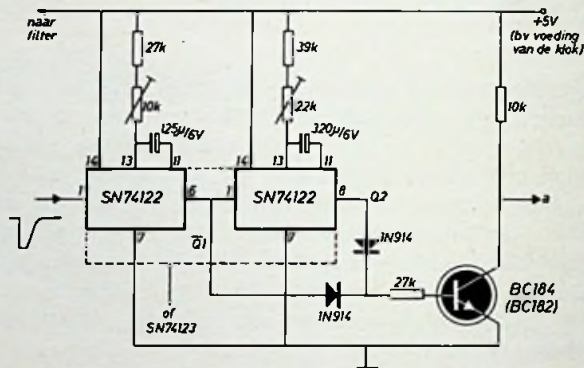 naar
filter
+5V
(bv voeding
van de klok)
27k
39k
10k
10k
22k
125μ/6V
320μ/6V
14
13
11
14
13
11
1
SN74122
6
1
SN74122
8
Q2
a
7
Q̅1
7
1N914
of
SN74123
1N914
27k
BC184
(BC182)